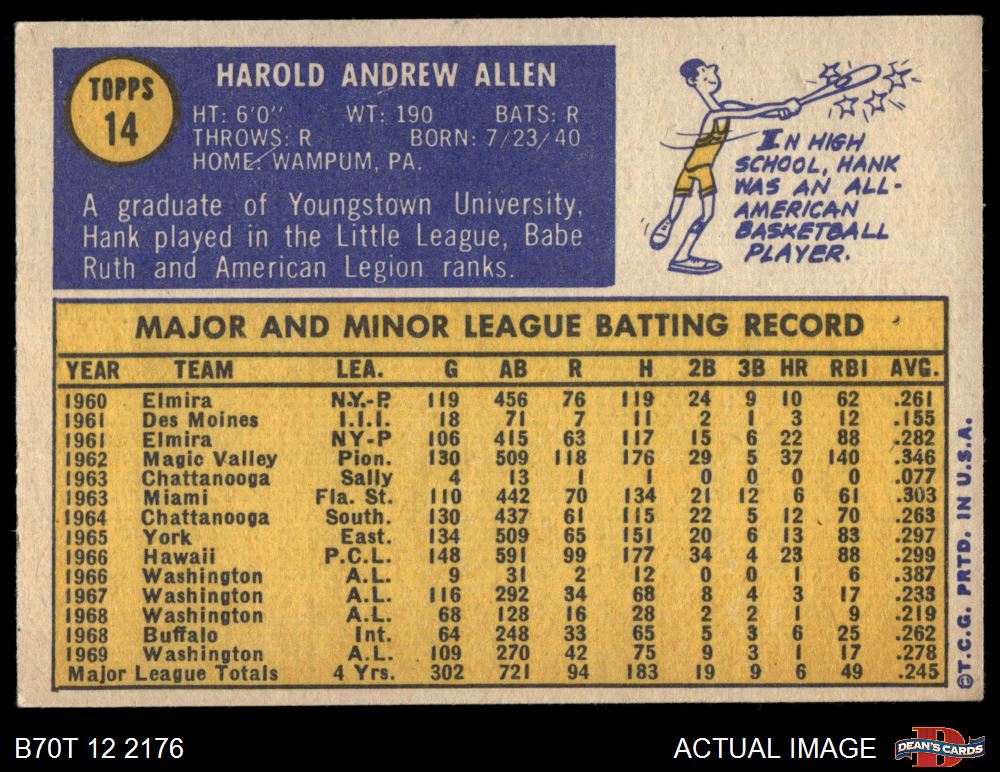 TOPPS
14
HAROLD ANDREW ALLEN
HT: 6'0" WT: 190 BATS: R
THROWS: R BORN: 7/23/40
HOME: WAMPUM, PA.
A graduate of Youngstown University,
Hank played in the Little League, Babe
Ruth and American Legion ranks.
IN HIGH
SCHOOL, HANK
WAS AN ALL-
AMERICAN
BASKETBALL
PLAYER.
MAJOR AND MINOR LEAGUE BATTING RECORD
YEAR TEAM LEA. G AB R H 2B 3B HR RBI AVG.
1960 Elmira N.Y.-P. 119 456 76 119 24 9 10 62 .261
1961 Des Moines I.I.I. 18 71 7 11 2 1 3 12 .155
1961 Elmira NY-P 106 415 63 117 15 6 22 88 .282
1962 Magic Valley Pion. 130 509 118 176 29 5 37 140 .346
1963 Chattanooga Sally 4 13 1 1 0 0 0 0 .077
1963 Miami Fla. St. 110 442 70 134 21 12 6 61 .303
1964 Chattanooga South. 130 437 61 115 22 5 12 70 .263
1965 York East. 134 509 65 151 20 6 13 83 .297
1966 Hawaii P.C.L. 148 591 99 177 34 4 23 88 .299
1966 Washington A.L. 9 31 2 12 0 0 1 6 .387
1967 Washington A.L. 116 292 34 68 8 4 3 17 .233
1968 Washington A.L. 68 128 16 28 2 2 1 9 .219
1968 Buffalo Int. 64 248 33 65 5 3 6 25 .262
1969 Washington A.L. 109 270 42 75 9 3 1 17 .278
Major League Totals 4 Yrs. 302 721 94 183 19 9 6 49 .245
©T.C.G. PRTD. IN U.S.A.
B70T 12 2176
ACTUAL IMAGE
D
DEAN'S CARDS